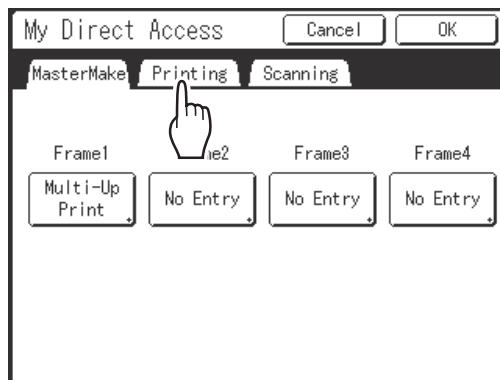 My Direct Access Cancel OK
MasterMake Printing Scanning
Frame1 Frame3 Frame4
Multi-Up
Print
No Entry No Entry No Entry